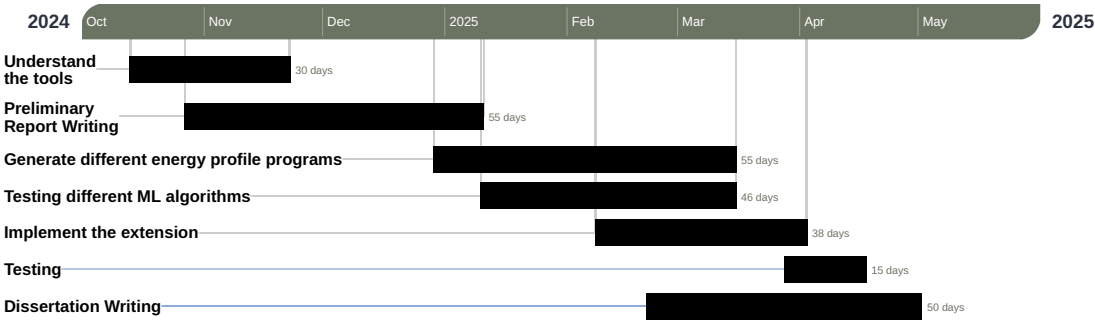 2024 Oct Nov Dec 2025 Feb Mar Apr May 2025
Understand
the tools
30 days
Preliminary
Report Writing
55 days
Generate different energy profile programs 55 days
Testing different ML algorithms 46 days
Implement the extension 38 days
Testing 15 days
Dissertation Writing 50 days